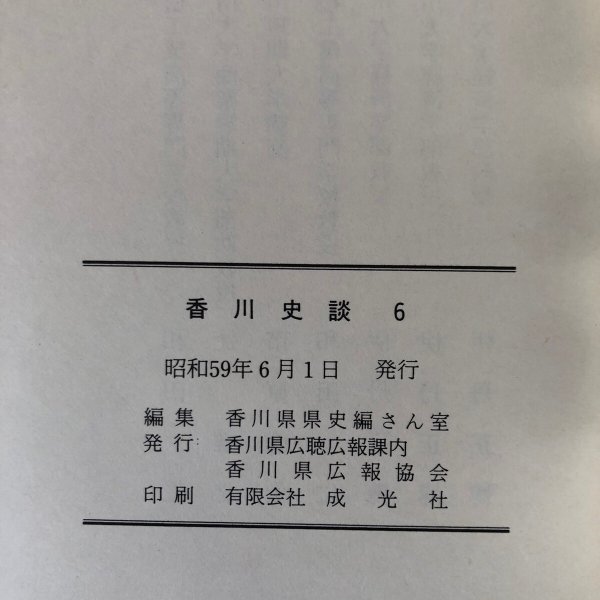 香川史談 6
昭和59年6月1日 発行
編集 香川県県史編さん室
発行 香川県広聴広報課内
香川県広報協会
印刷 有限会社 成光社